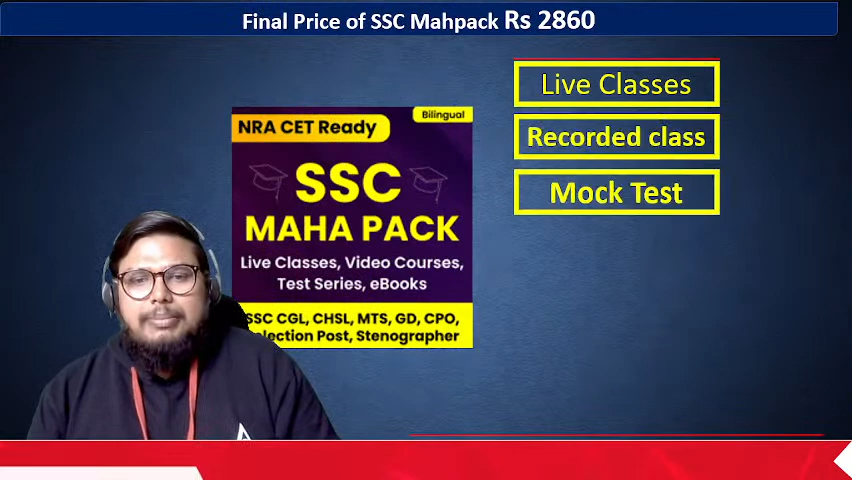 Final Price of SSC Mahpack Rs 2860
Live Classes
Recorded class
Mock Test
Bilingual
NRA CET Ready
SSC
MAHA PACK
Live Classes, Video Courses,
Test Series, eBooks
SSC CGL, CHSL, MTS, GD, CPO,
Post, Stenographer